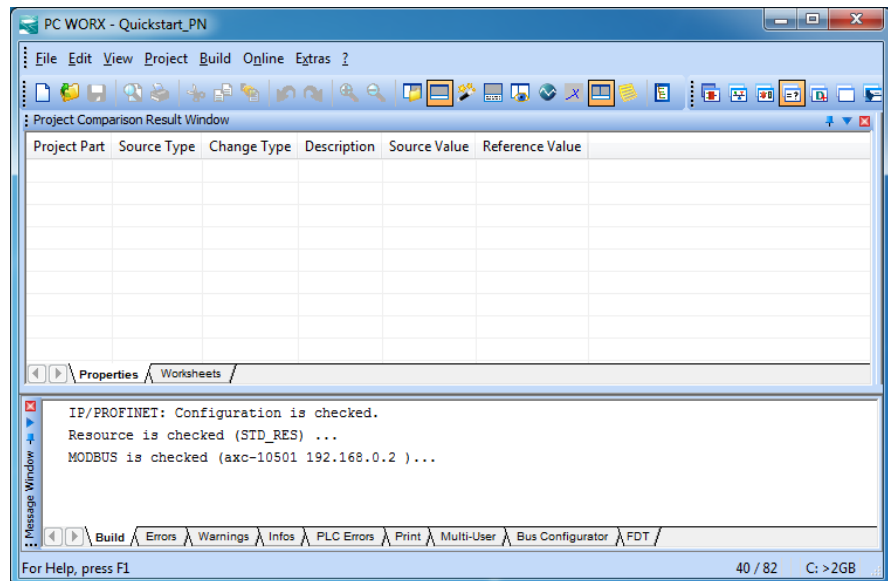 PC WORX - Quickstart_PN
File Edit View Project Build Online Extras ?
Project Comparison Result Window
Project Part Source Type Change Type Description Source Value Reference Value
Properties Worksheets
IP/PROFINET: Configuration is checked.
Resource is checked (STD_RES) ...
MODBUS is checked (axc-10501 192.168.0.2 )...
Message Window
Build Errors Warnings Infos PLC Errors Print Multi-User Bus Configurator FDT
For Help, press F1 40 / 82 C: >2GB